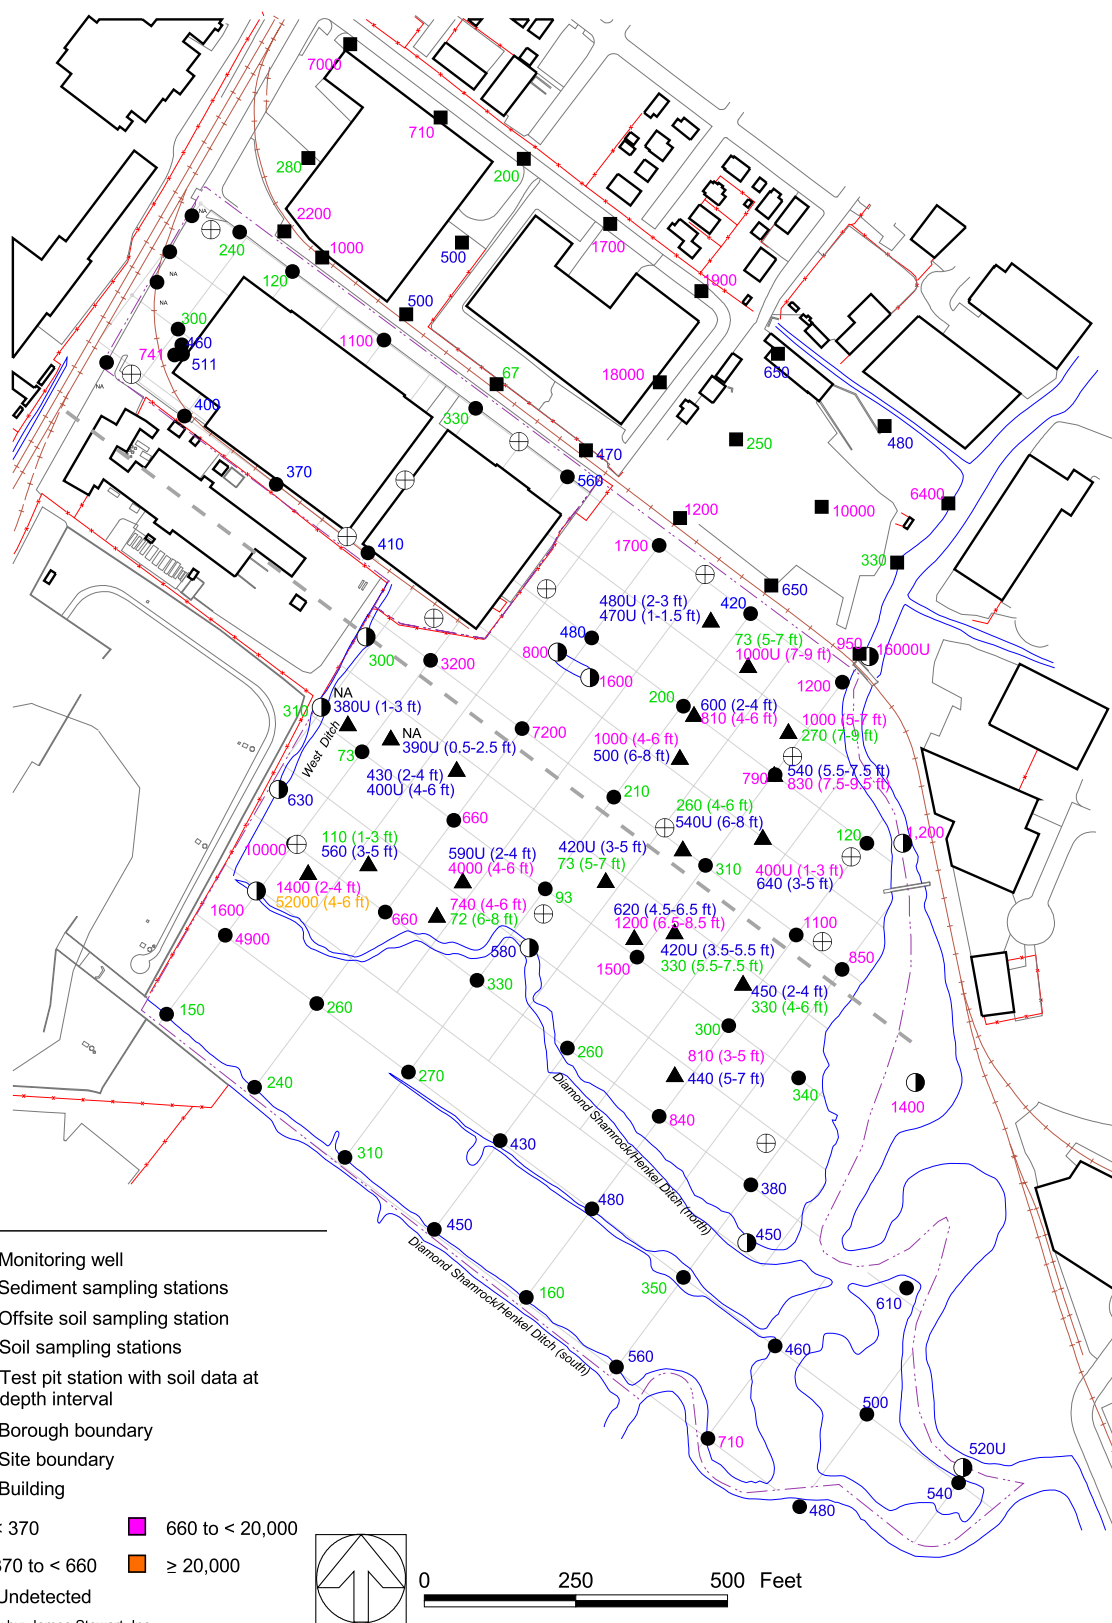 7000
710
280
200
2200
NA
240
1000
500
1700
NA
120
1900
NA
300
500
460
1100
741
511
650
NA
67
18000
400
330
480
250
470
370
560
6400
1200
10000
1700
410
330
650
480U (2-3 ft)
420
470U (1-1.5 ft)
480
73 (5-7 ft)
950
800
1000U (7-9 ft)
16000U
300
3200
1600
1200
NA
200
600 (2-4 ft)
310
380U (1-3 ft)
810 (4-6 ft)
1000 (5-7 ft)
NA
7200
1000 (4-6 ft)
270 (7-9 ft)
West Ditch
390U (0.5-2.5 ft)
500 (6-8 ft)
73
430 (2-4 ft)
790
540 (5.5-7.5 ft)
400U (4-6 ft)
830 (7.5-9.5 ft)
630
210
260 (4-6 ft)
660
540U (6-8 ft)
110 (1-3 ft)
120
1,200
10000
560 (3-5 ft)
590U (2-4 ft)
420U (3-5 ft)
4000 (4-6 ft)
73 (5-7 ft)
310
400U (1-3 ft)
1400 (2-4 ft)
640 (3-5 ft)
52000 (4-6 ft)
93
1600
740 (4-6 ft)
620 (4.5-6.5 ft)
660
72 (6-8 ft)
1200 (6.5-8.5 ft)
1100
4900
580
420U (3.5-5.5 ft)
850
1500
330 (5.5-7.5 ft)
330
450 (2-4 ft)
150
260
330 (4-6 ft)
300
260
810 (3-5 ft)
270
440 (5-7 ft)
240
340
1400
Diamond Shamrock/Henkel Ditch (north)
840
430
310
380
480
450
450
Diamond Shamrock/Henkel Ditch (south)
350
160
610
460
560
500
710
520U
540
480
Monitoring well
Sediment sampling stations
Offsite soil sampling station
Soil sampling stations
Test pit station with soil data at
depth interval
Borough boundary
Site boundary
Building
< 370
660 to < 20,000
370 to < 660
≥ 20,000
Undetected
0 250 500 Feet